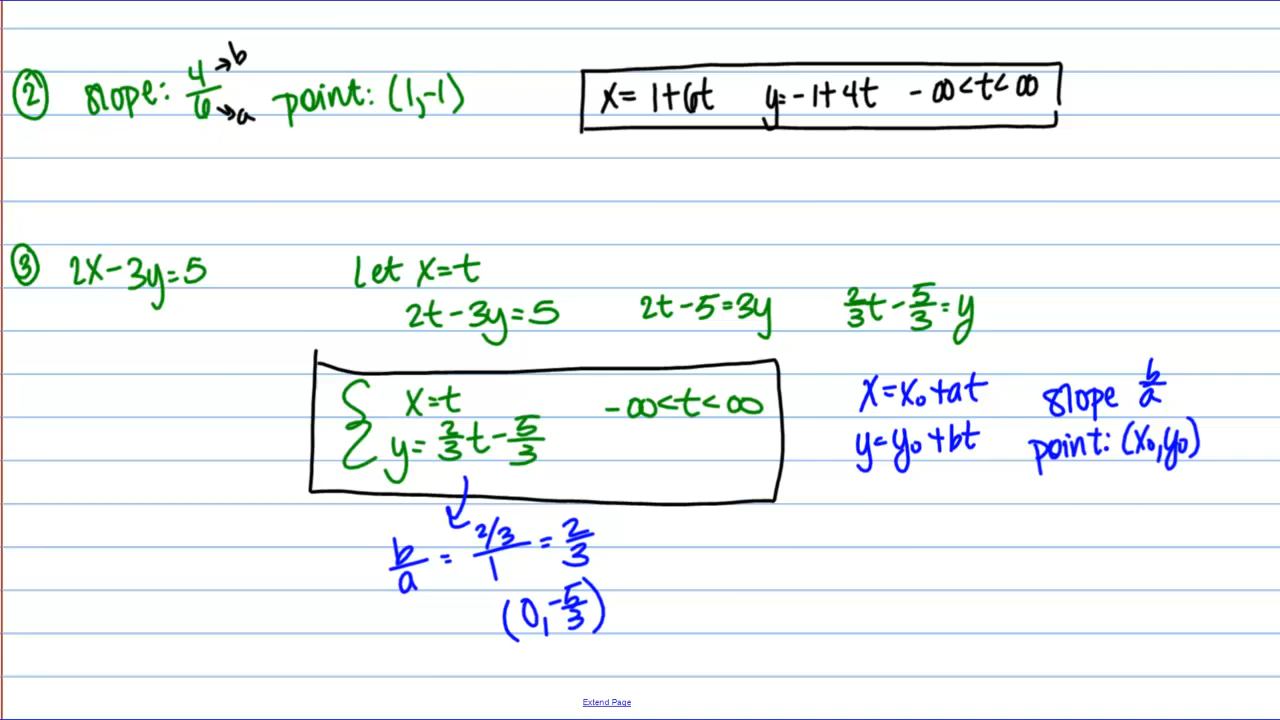 ② slope: 4/6 →b →a point: (1,-1) x= 1+6t y=-1+4t -∞<t<∞
③ 2x-3y=5 Let x=t
2t-3y=5 2t-5=3y 2/3t-5/3=y
{ x=t -∞<t<∞
y= 2/3t-5/3
x=x₀+at slope b/a
y=y₀+bt point: (x₀,y₀)
b/a = 2/3/1 = 2/3
(0,-5/3)
Extend Page